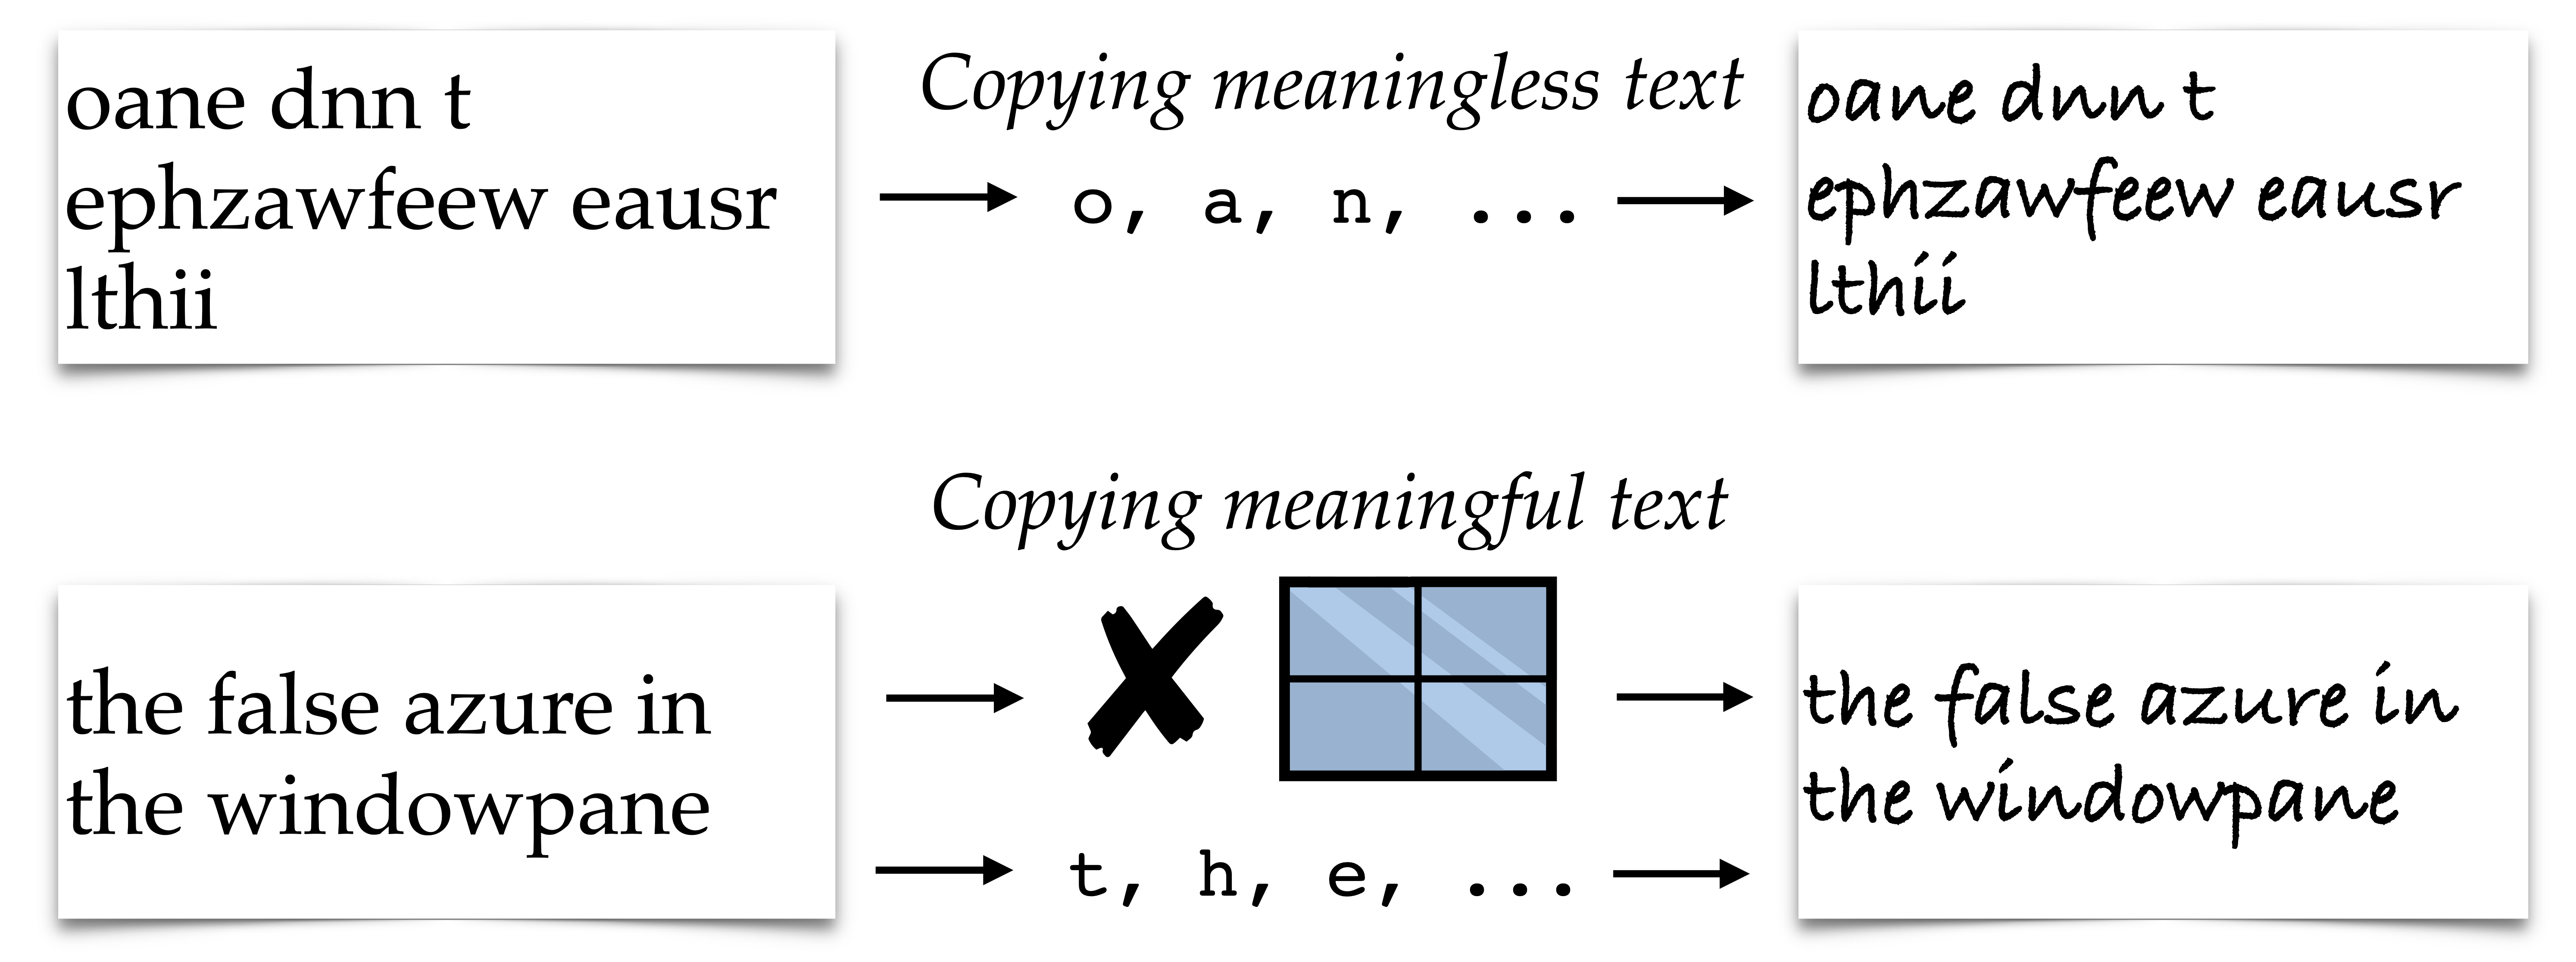 oane dnn t
ephzawfeew eausr
lthii
Copying meaningless text
o, a, n, ...
oane dnn t
ephzawfeew eausr
lthii
Copying meaningful text
the false azure in
the windowpane
t, h, e, ...
the false azure in
the windowpane